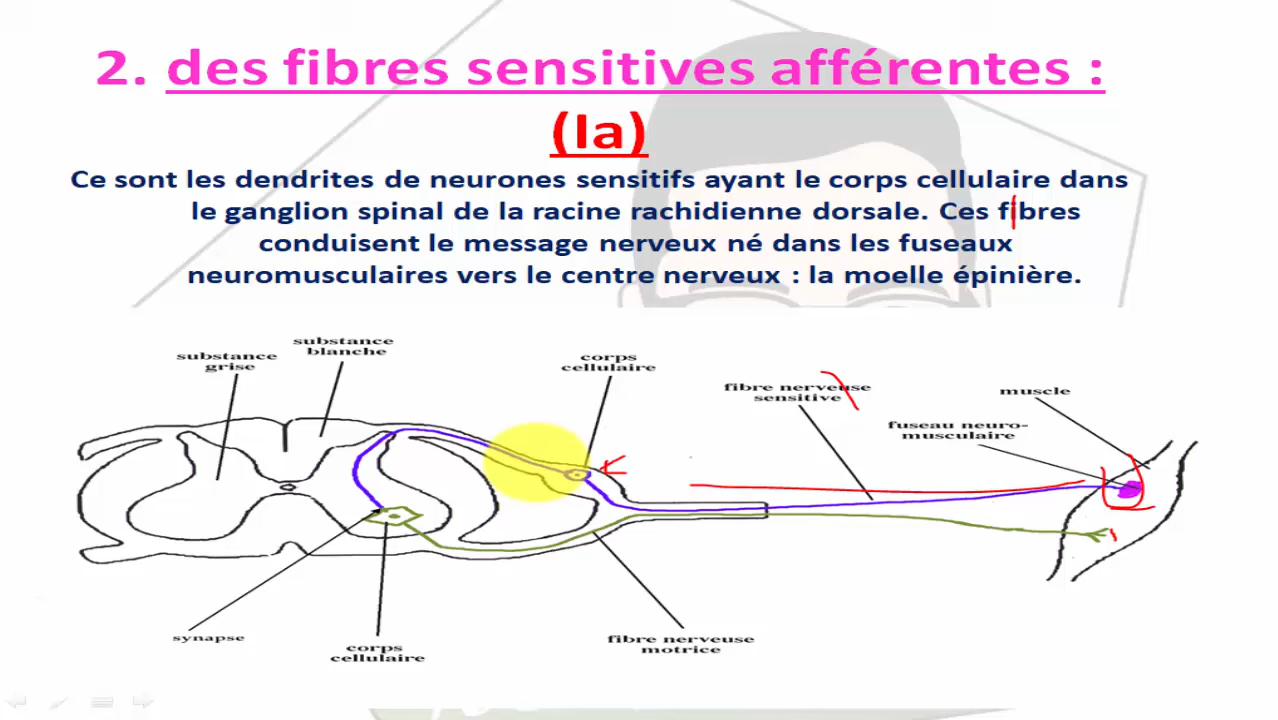 2. des fibres sensitives afférentes :
(Ia)
Ce sont les dendrites de neurones sensitifs ayant le corps cellulaire dans
le ganglion spinal de la racine rachidienne dorsale. Ces fibres
conduisent le message nerveux né dans les fuseaux
neuromusculaires vers le centre nerveux : la moelle épinière.
substance
grise
substance
blanche
corps
cellulaire
fibre nerveuse
sensitive
muscle
fuseau neuro-
musculaire
synapse
corps
cellulaire
fibre nerveuse
motrice